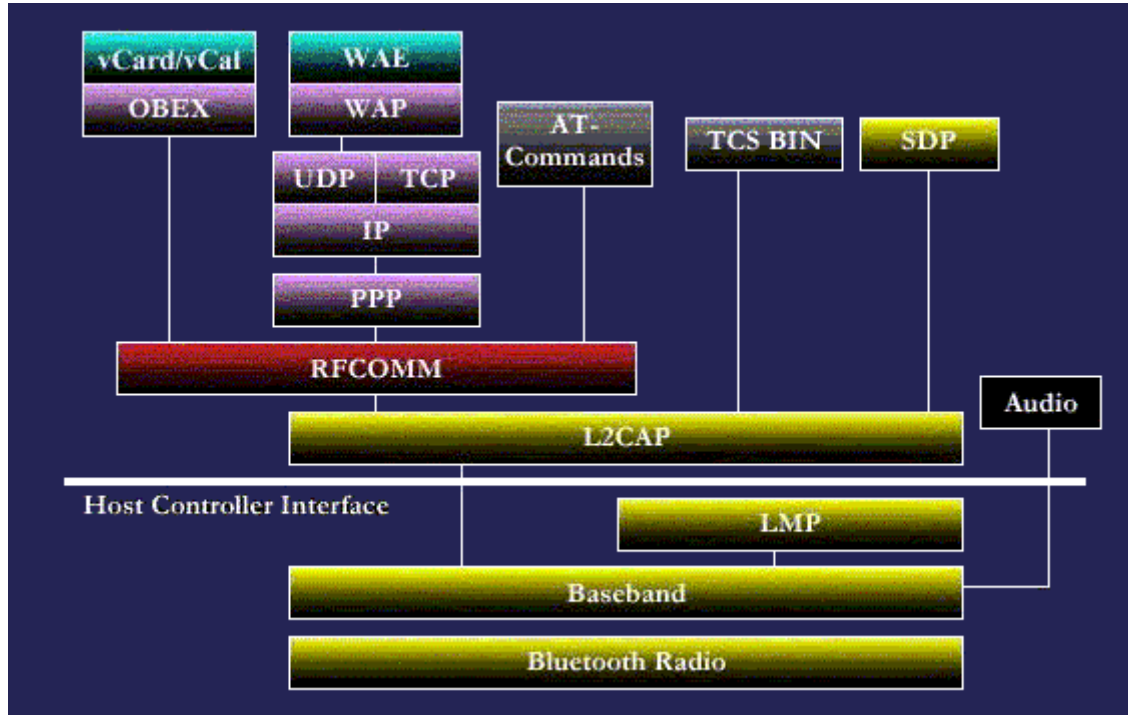 vCard/vCal
OBEX
WAE
WAP
UDP
TCP
IP
PPP
AT-
Commands
TCS BIN
SDP
RFCOMM
Audio
L2CAP
Host Controller Interface
LMP
Baseband
Bluetooth Radio